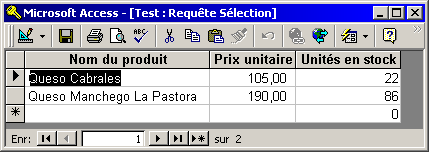 Microsoft Access - [Test : Requête Sélection]
Nom du produit Prix unitaire Unités en stock
Queso Cabrales 105,00 22
Queso Manchego La Pastora 190,00 86
0
Enr: 1 sur 2